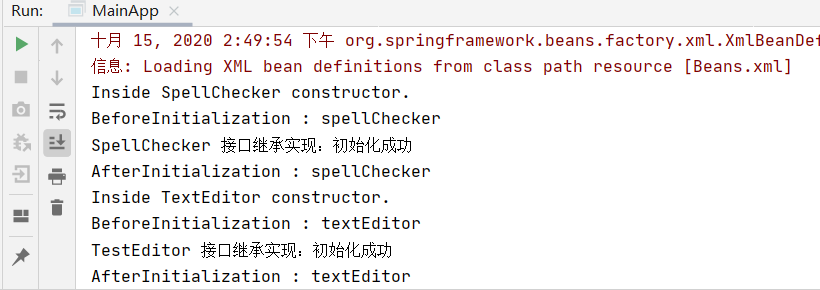 Run: MainApp
十月 15, 2020 2:49:54 下午 org.springframework.beans.factory.xml.XmlBeanDef
信息: Loading XML bean definitions from class path resource [Beans.xml]
Inside SpellChecker constructor.
BeforeInitialization : spellChecker
SpellChecker 接口继承实现：初始化成功
AfterInitialization : spellChecker
Inside TextEditor constructor.
BeforeInitialization : textEditor
TestEditor 接口继承实现：初始化成功
AfterInitialization : textEditor